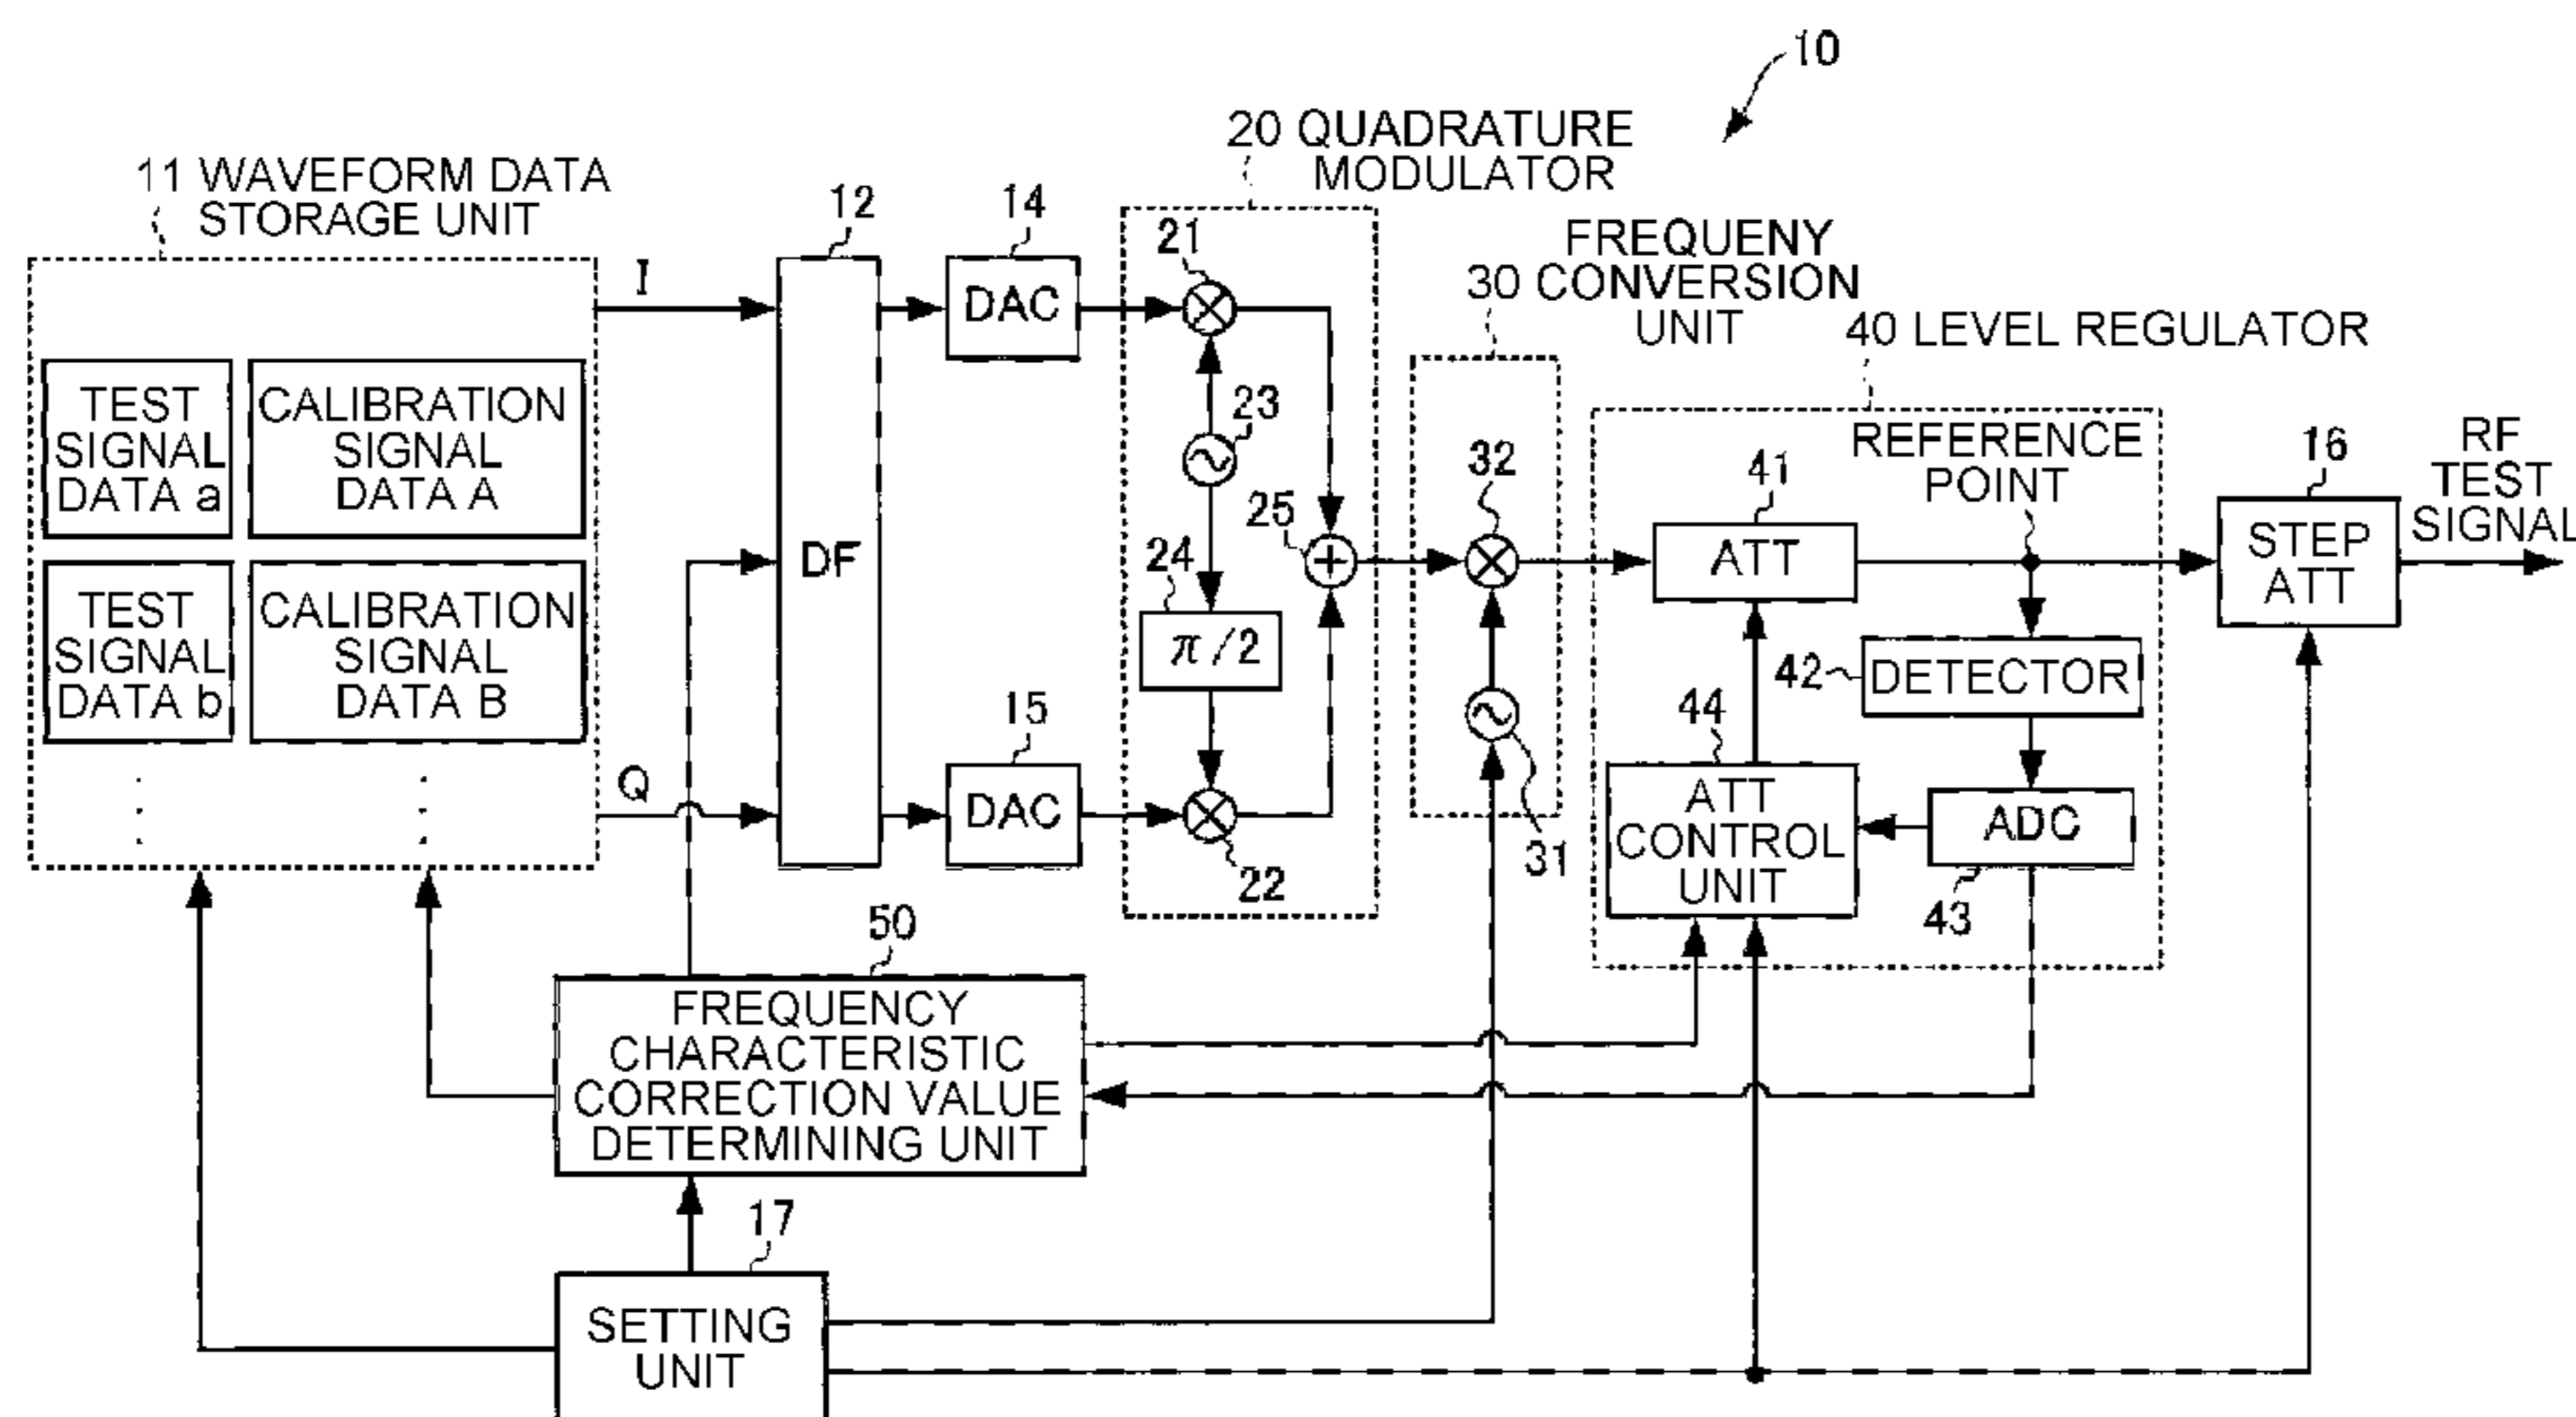 10
20 QUADRATURE
MODULATOR
11 WAVEFORM DATA
STORAGE UNIT
12
14
21
FREQUENY
30 CONVERSION
UNIT
40 LEVEL REGULATOR
I
DF
DAC
TEST
SIGNAL
DATA a
CALIBRATION
SIGNAL
DATA A
TEST
SIGNAL
DATA b
CALIBRATION
SIGNAL
DATA B
Q
15
DAC
23
24
π/2
25
22
32
31
REFERENCE
POINT
41
ATT
42
DETECTOR
44
ATT
CONTROL
UNIT
ADC
43
16
STEP
ATT
RF
TEST
SIGNAL
50
FREQUENCY
CHARACTERISTIC
CORRECTION VALUE
DETERMINING UNIT
17
SETTING
UNIT